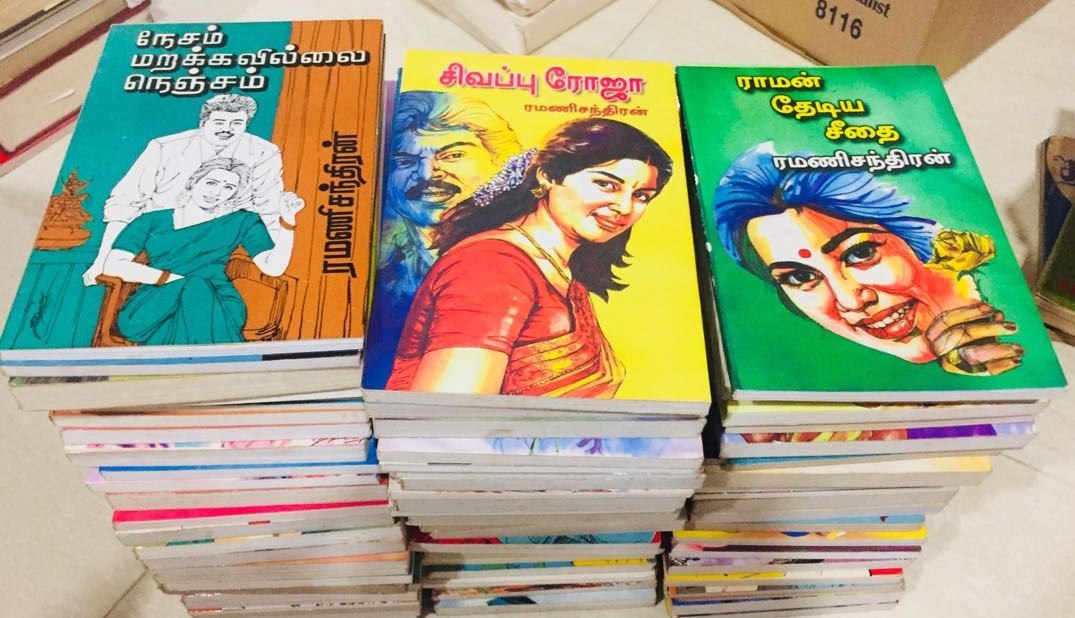 நேசம்
மறக்கவில்லை
நெஞ்சம்
ரமணிசந்திரன்
சிவப்பு ரோஜா
ரமணிசந்திரன்
ராமன்
தேடிய
சீதை
ரமணிசந்திரன்
8116